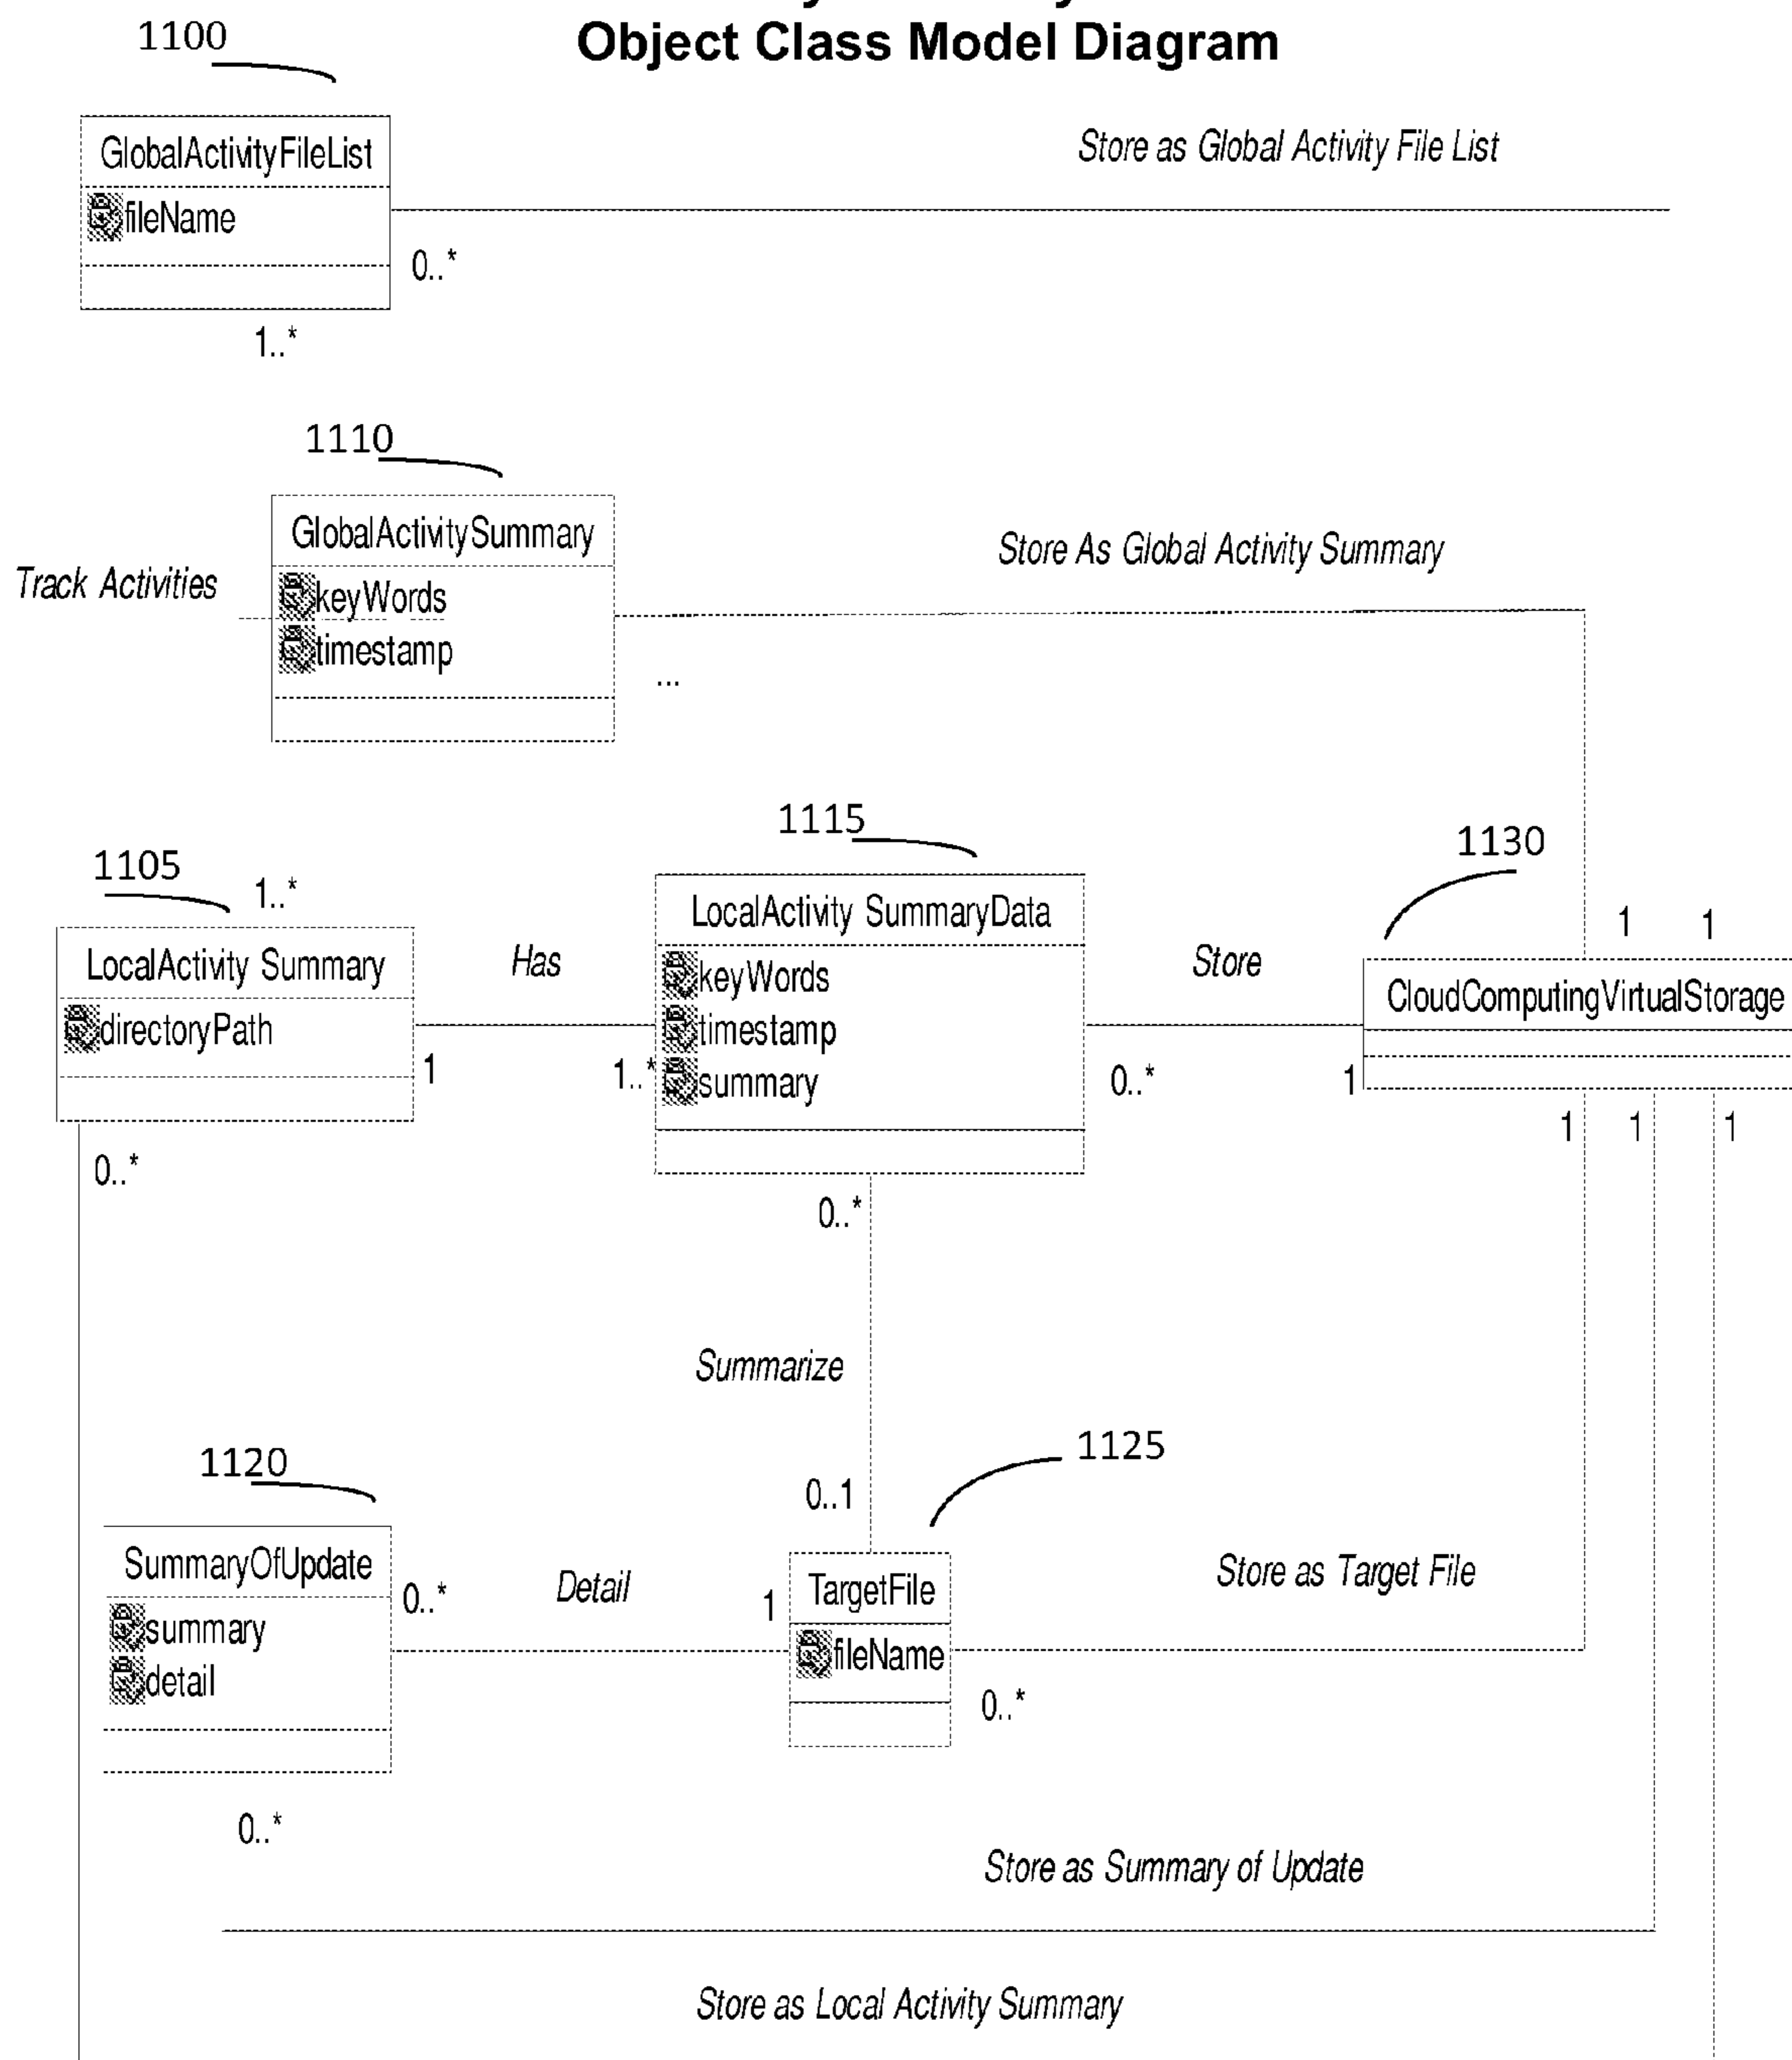 Object Class Model Diagram
1100
GlobalActivityFileList
fileName
Store as Global Activity File List
0..*
1..*
1110
GlobalActivitySummary
keyWords
timestamp
Track Activities
Store As Global Activity Summary
...
1105
1..*
LocalActivity Summary
directoryPath
Has
1
1..*
1115
LocalActivity SummaryData
keyWords
timestamp
summary
Store
0..*
1
1130
1 1
CloudComputingVirtualStorage
1 1 1
0..*
0..*
Summarize
0..1
1120
SummaryOfUpdate
summary
detail
0..*
Detail
1
1125
TargetFile
fileName
0..*
Store as Target File
0..*
Store as Summary of Update
Store as Local Activity Summary